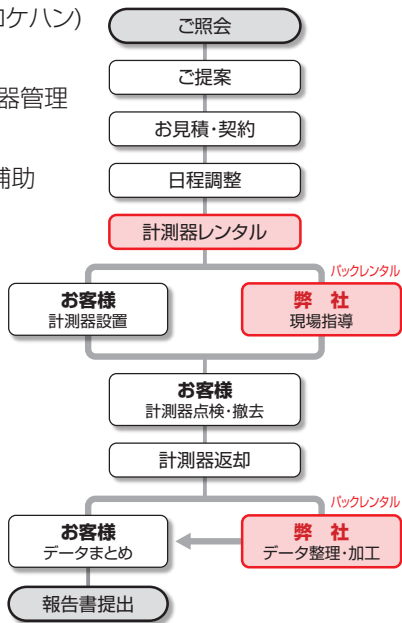 ロケハン)
器管理
補助
ご照会
ご提案
お見積・契約
日程調整
計測器レンタル
パックレンタル
お客様
計測器設置
弊 社
現場指導
お客様
計測器点検・撤去
計測器返却
パックレンタル
お客様
データまとめ
弊 社
データ整理・加工
報告書提出